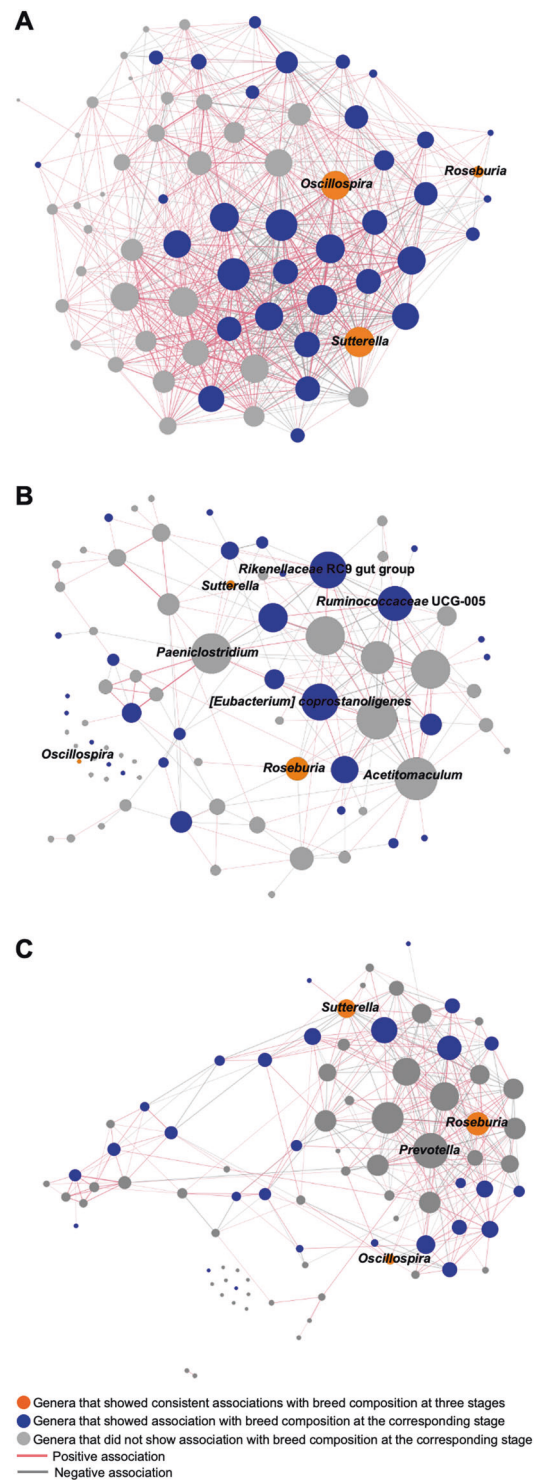 A
Oscillospira
Roseburia
Sutterella
B
Rikenellaceae RC9 gut group
Sutterella
Ruminococcaceae UCG-005
Paeniclostridium
[Eubacterium] coprostanoligenes
Oscillospira
Roseburia
Acetitomaculum
C
Sutterella
Roseburia
Prevotella
Oscillospira
Genera that showed consistent associations with breed composition at three stages
Genera that showed association with breed composition at the corresponding stage
Genera that did not show association with breed composition at the corresponding stage
Positive association
Negative association